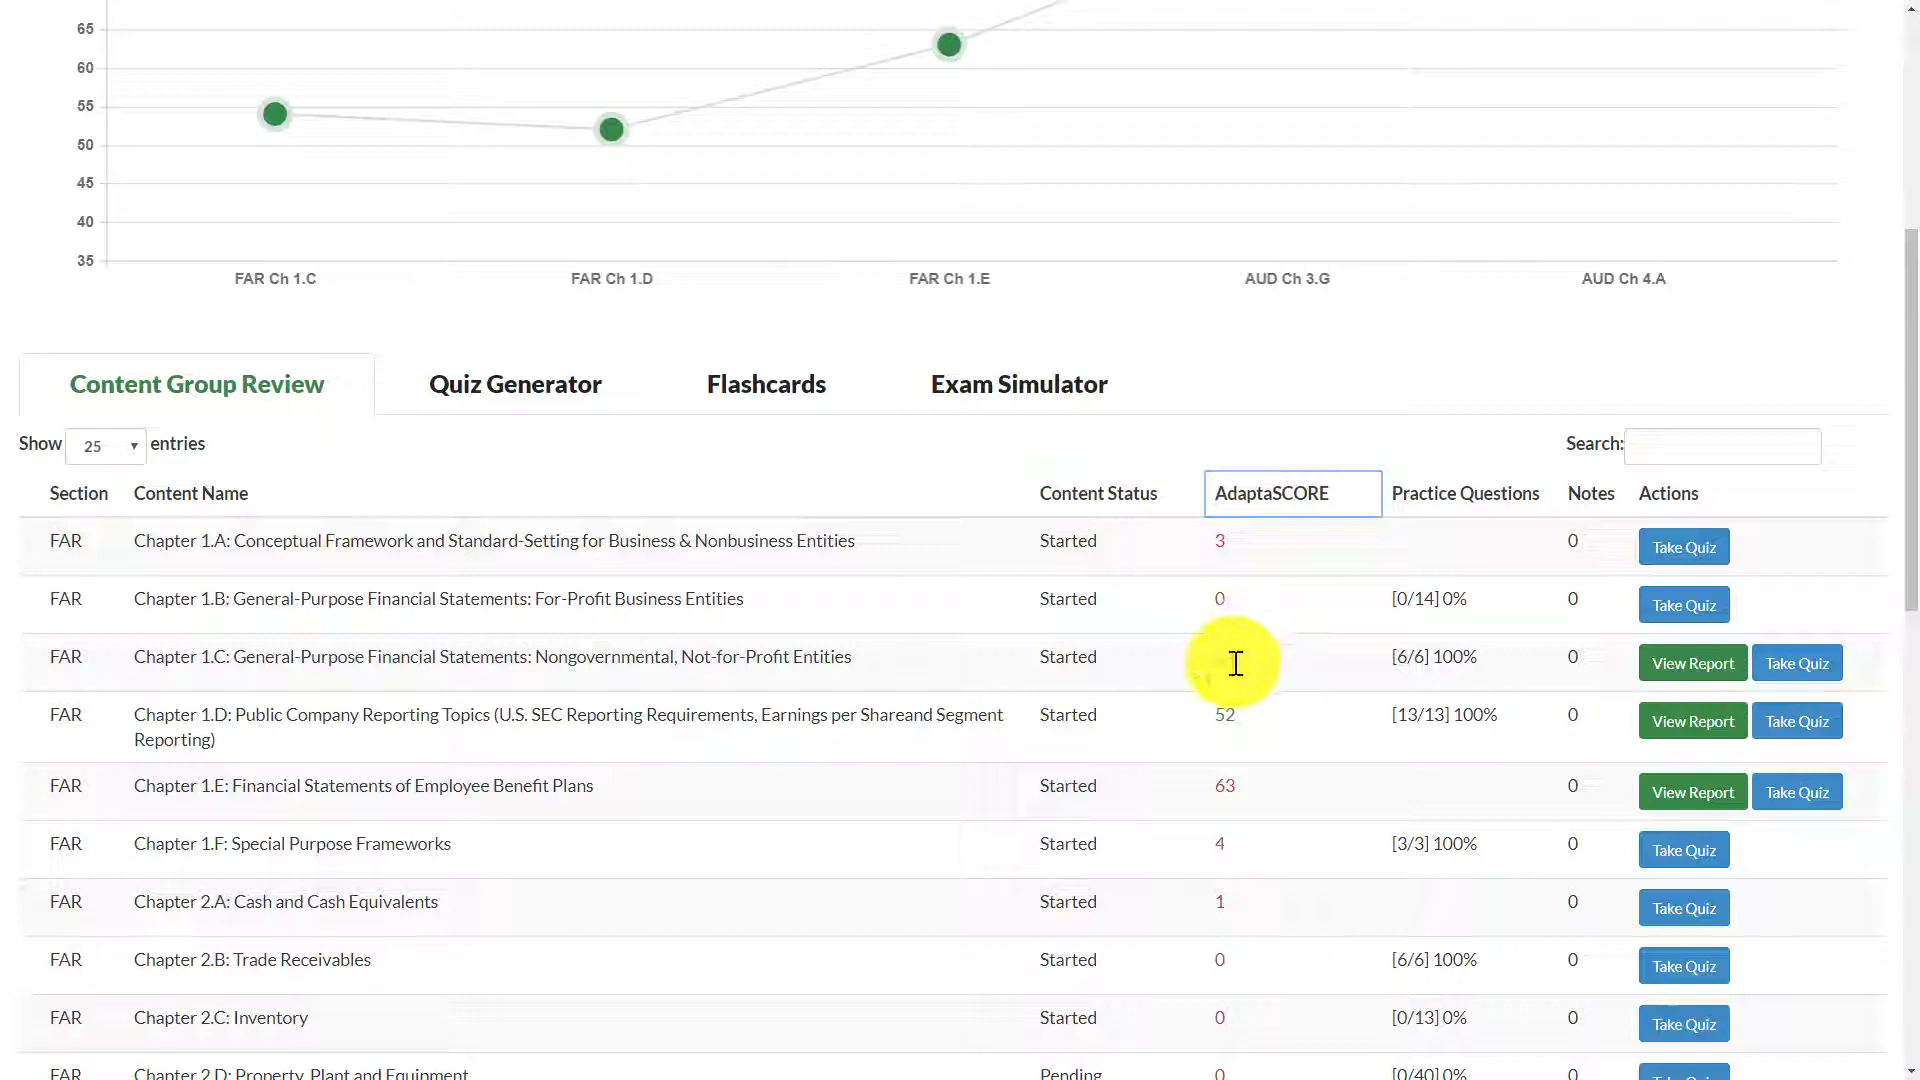 65
60
55
50
45
40
35
FAR Ch 1.C FAR Ch 1.D FAR Ch 1.E AUD Ch 3.G AUD Ch 4.A
Content Group Review Quiz Generator Flashcards Exam Simulator
Show 25 entries Search:
Section Content Name Content Status AdaptaSCORE Practice Questions Notes Actions
FAR Chapter 1.A: Conceptual Framework and Standard-Setting for Business & Nonbusiness Entities Started 3 0 Take Quiz
FAR Chapter 1.B: General-Purpose Financial Statements: For-Profit Business Entities Started 0 [0/14] 0% 0 Take Quiz
FAR Chapter 1.C: General-Purpose Financial Statements: Nongovernmental, Not-for-Profit Entities Started [6/6] 100% 0 View Report Take Quiz
FAR Chapter 1.D: Public Company Reporting Topics (U.S. SEC Reporting Requirements, Earnings per Shareand Segment Started 52 [13/13] 100% 0 View Report Take Quiz
Reporting)
FAR Chapter 1.E: Financial Statements of Employee Benefit Plans Started 63 0 View Report Take Quiz
FAR Chapter 1.F: Special Purpose Frameworks Started 4 [3/3] 100% 0 Take Quiz
FAR Chapter 2.A: Cash and Cash Equivalents Started 1 0 Take Quiz
FAR Chapter 2.B: Trade Receivables Started 0 [6/6] 100% 0 Take Quiz
FAR Chapter 2.C: Inventory Started 0 [0/13] 0% 0 Take Quiz
FAR Chapter 2.D: Property, Plant and Equipment Pending 0 [0/40] 0% 0